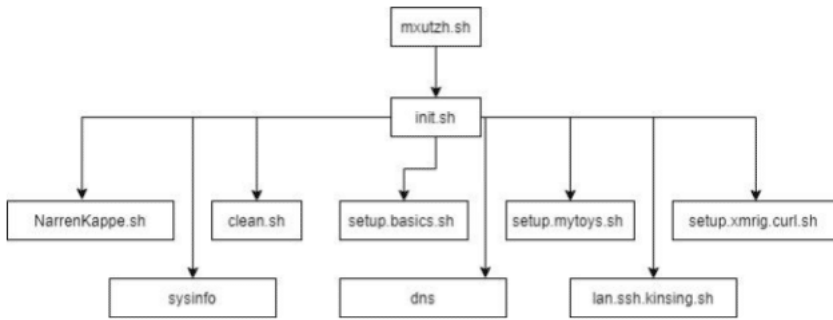 mxutzh.sh
init.sh
NarrenKappe.sh
clean.sh
setup.basics.sh
setup.mytoys.sh
setup.xmrig.curl.sh
sysinfo
dns
lan.ssh.kinsing.sh